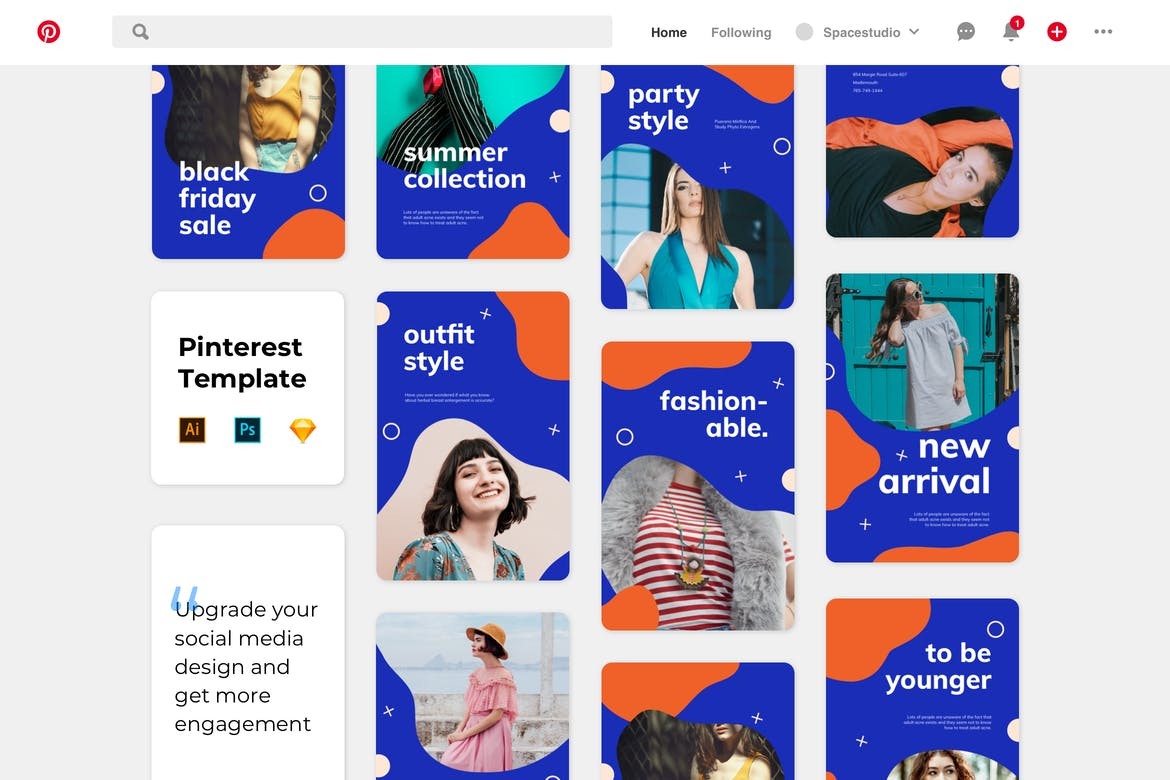 Home
Following
Spacestudio
1
black
friday
sale
summer
collection
Lots of people are unaware of the fact
that adult acne exists and they seem not
to know how to treat adult acne.
party
style
Puerania Mirifica And
Study Phyto Estrogens
854 Margie Road Suite 607
765-749-1944
Pinterest
Template
Ai
Ps
outfit
style
Have you ever wondered if what you know
about herbal breast enlargement is accurate?
fashion-
able.
new
arrival
Lots of people are unaware of the fact
that adult acne exists and they seem not
to know how to treat adult acne.
“
Upgrade your
social media
design and
get more
engagement
to be
younger
Lots of people are unaware of the fact that
adult acne exists and they seem not to know
how to treat adult acne.